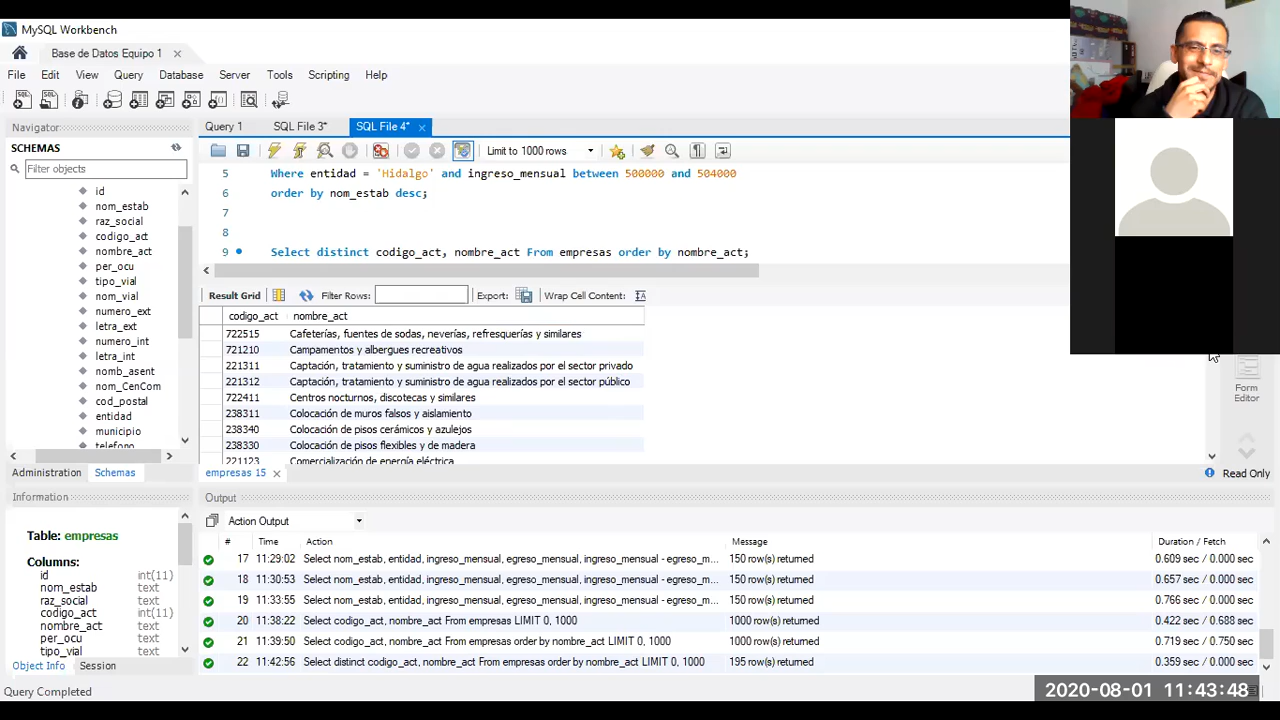 MySQL Workbench
Base de Datos Equipo 1
File Edit View Query Database Server Tools Scripting Help
Navigator
SCHEMAS
Filter objects
id
nom_estab
raz_social
codigo_act
nombre_act
per_ocu
tipo_vial
nom_vial
numero_ext
letra_ext
numero_int
letra_int
nomb_asent
nom_CenCom
cod_postal
entidad
municipio
telefono
Administration Schemas
Information
Table: empresas
Columns:
id int(11)
nom_estab text
raz_social text
codigo_act int(11)
nombre_act text
per_ocu text
tipo_vial text
Object Info Session
Query Completed
Query 1 SQL File 3* SQL File 4*
Limit to 1000 rows
5 Where entidad = 'Hidalgo' and ingreso_mensual between 500000 and 504000
6 order by nom_estab desc;
7
8
9 Select distinct codigo_act, nombre_act From empresas order by nombre_act;
Result Grid Filter Rows: Export: Wrap Cell Content:
codigo_act nombre_act
722515 Cafeterías, fuentes de sodas, neverías, refresquerías y similares
721210 Campamentos y albergues recreativos
221311 Captación, tratamiento y suministro de agua realizados por el sector privado
221312 Captación, tratamiento y suministro de agua realizados por el sector público
722411 Centros nocturnos, discotecas y similares
238311 Colocación de muros falsos y aislamiento
238340 Colocación de pisos cerámicos y azulejos
238330 Colocación de pisos flexibles y de madera
221123 Comercialización de energía eléctrica
Form
Editor
empresas 15
Read Only
Output
Action Output
# Time Action Message Duration / Fetch
17 11:29:02 Select nom_estab, entidad, ingreso_mensual, egreso_mensual, ingreso_mensual - egreso_m... 150 row(s) returned 0.609 sec / 0.000 sec
18 11:30:53 Select nom_estab, entidad, ingreso_mensual, egreso_mensual, ingreso_mensual - egreso_m... 150 row(s) returned 0.657 sec / 0.000 sec
19 11:33:55 Select nom_estab, entidad, ingreso_mensual, egreso_mensual, ingreso_mensual - egreso_m... 150 row(s) returned 0.766 sec / 0.000 sec
20 11:38:22 Select codigo_act, nombre_act From empresas LIMIT 0, 1000 1000 row(s) returned 0.422 sec / 0.688 sec
21 11:39:50 Select codigo_act, nombre_act From empresas order by nombre_act LIMIT 0, 1000 1000 row(s) returned 0.719 sec / 0.750 sec
22 11:42:56 Select distinct codigo_act, nombre_act From empresas order by nombre_act LIMIT 0, 1000 195 row(s) returned 0.359 sec / 0.000 sec
2020-08-01 11:43:48